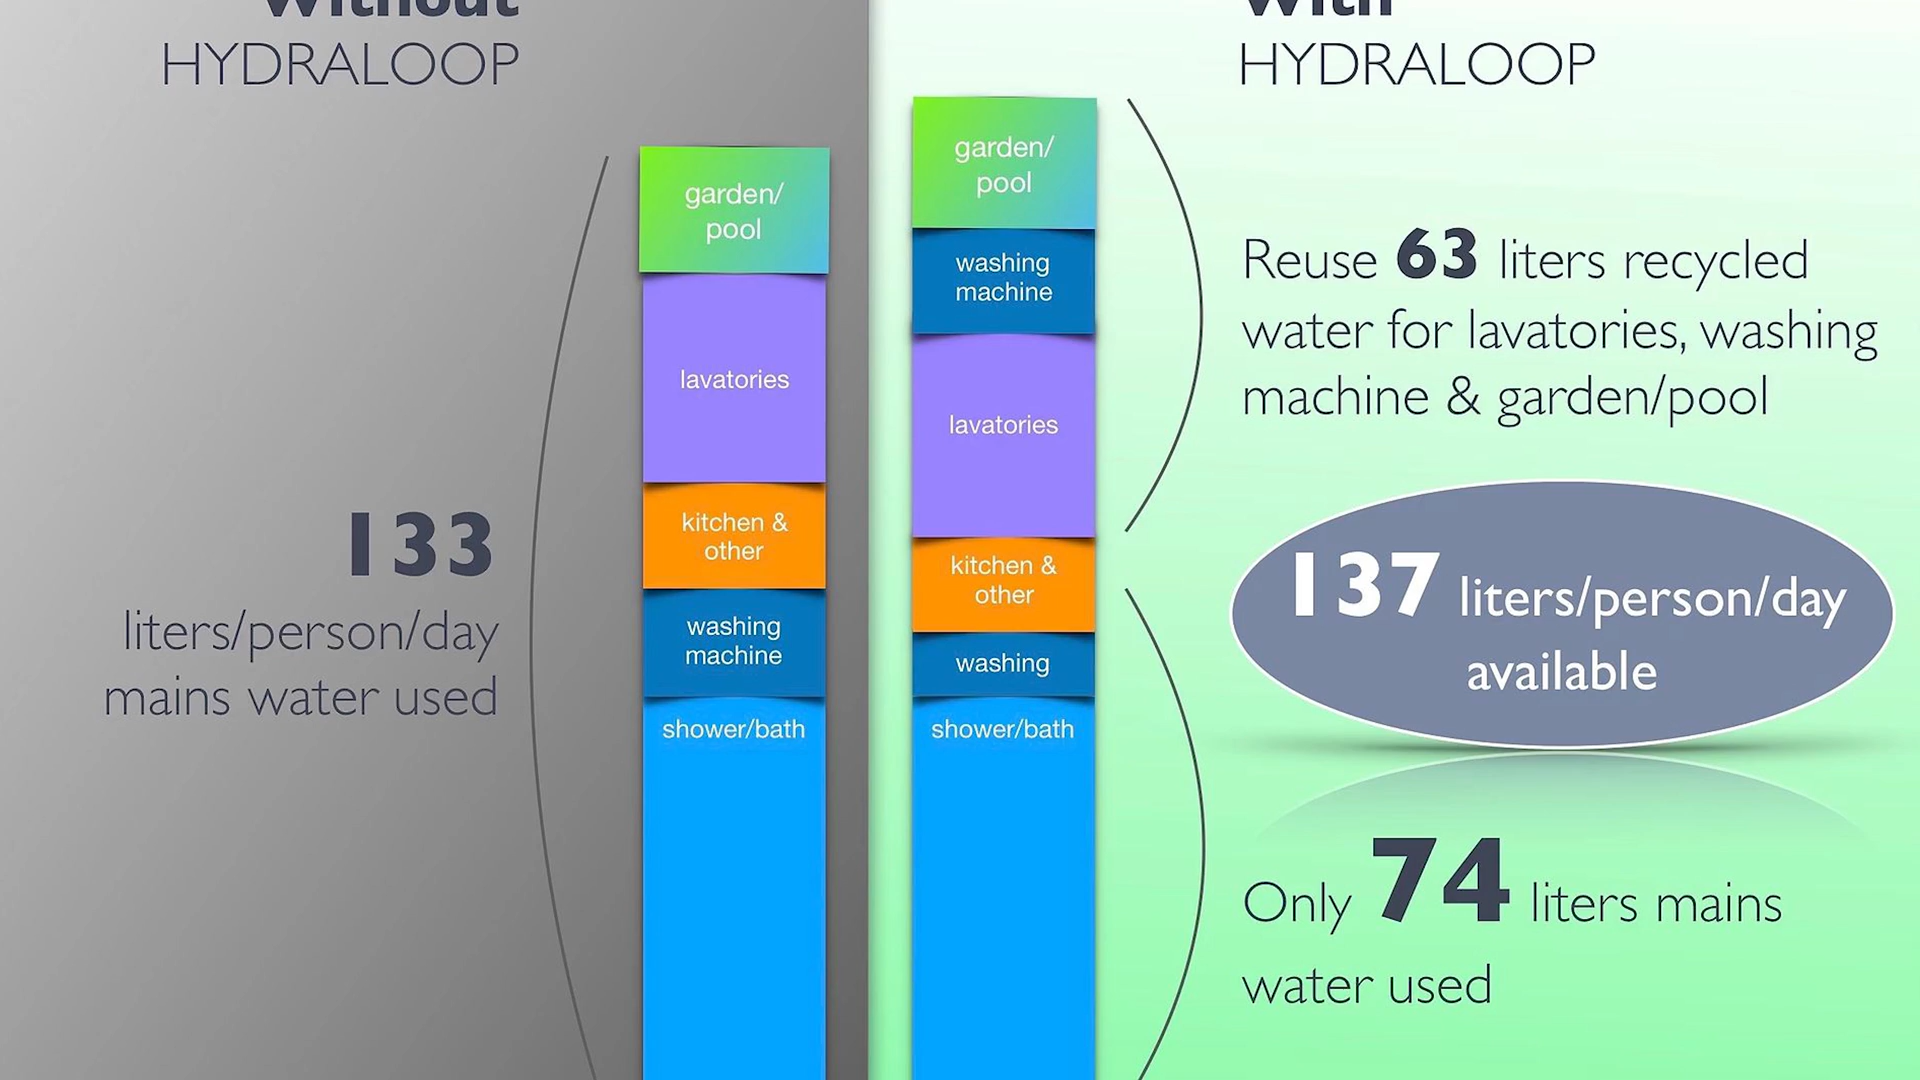 Without
HYDRALOOP
133
liters/person/day
mains water used
garden/
pool
lavatories
kitchen &
other
washing
machine
shower/bath
garden/
pool
washing
machine
lavatories
kitchen &
other
washing
shower/bath
With
HYDRALOOP
Reuse 63 liters recycled
water for lavatories, washing
machine & garden/pool
137 liters/person/day
available
Only 74 liters mains
water used